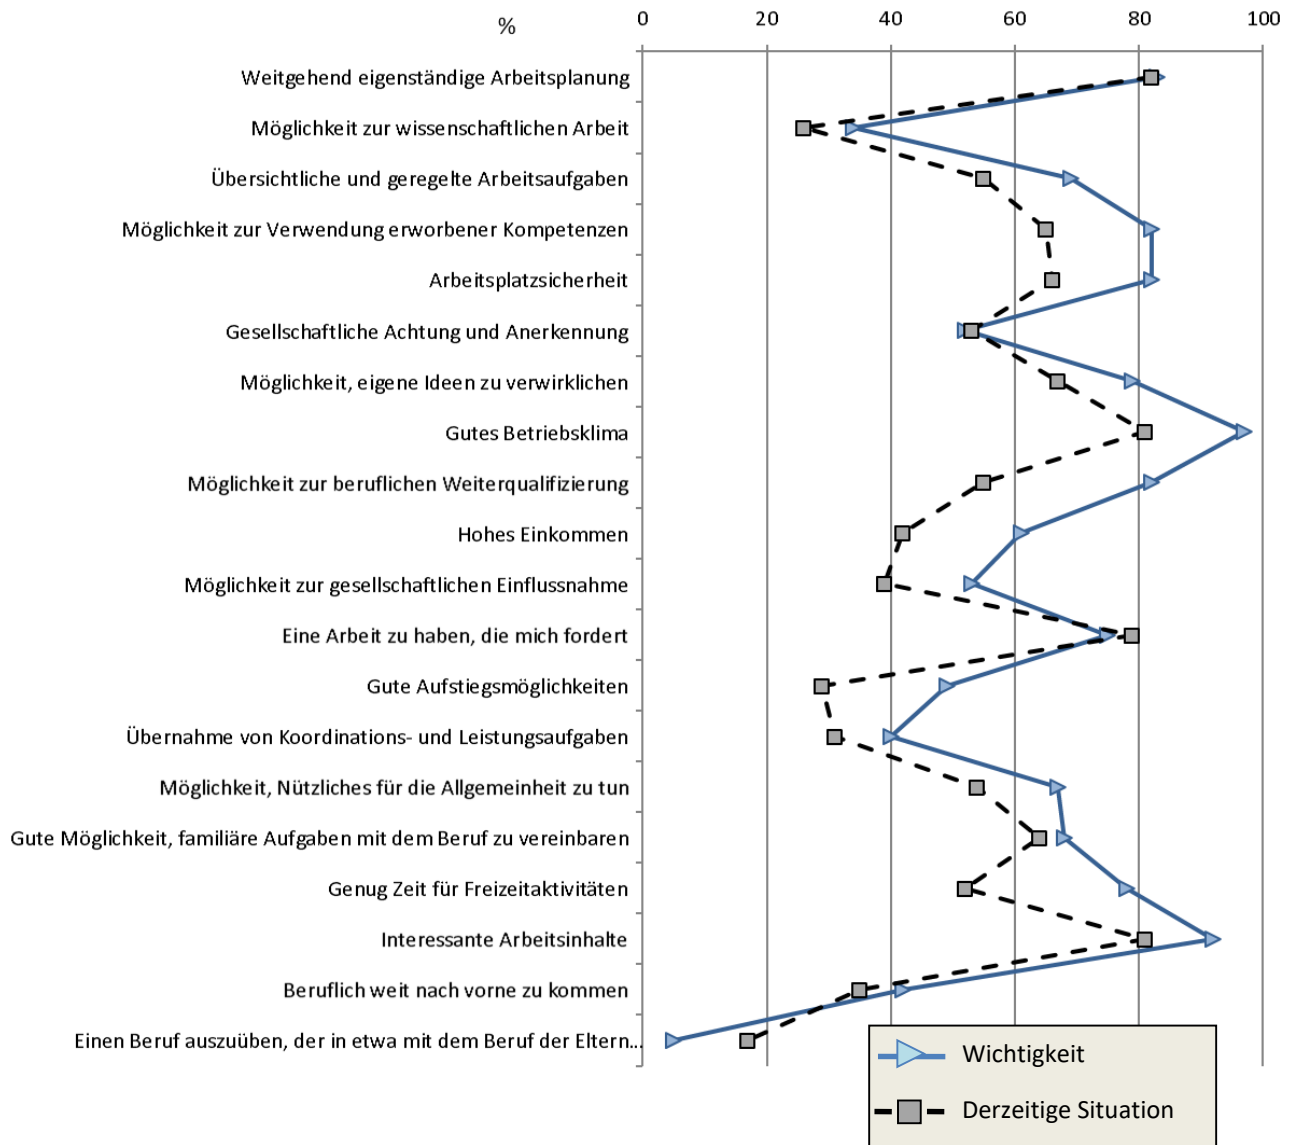 % 0 20 40 60 80 100
Weitgehend eigenständige Arbeitsplanung
Möglichkeit zur wissenschaftlichen Arbeit
Übersichtliche und geregelte Arbeitsaufgaben
Möglichkeit zur Verwendung erworbener Kompetenzen
Arbeitsplatzsicherheit
Gesellschaftliche Achtung und Anerkennung
Möglichkeit, eigene Ideen zu verwirklichen
Gutes Betriebsklima
Möglichkeit zur beruflichen Weiterqualifizierung
Hohes Einkommen
Möglichkeit zur gesellschaftlichen Einflussnahme
Eine Arbeit zu haben, die mich fordert
Gute Aufstiegsmöglichkeiten
Übernahme von Koordinations- und Leistungsaufgaben
Möglichkeit, Nützliches für die Allgemeinheit zu tun
Gute Möglichkeit, familiäre Aufgaben mit dem Beruf zu vereinbaren
Genug Zeit für Freizeitaktivitäten
Interessante Arbeitsinhalte
Beruflich weit nach vorne zu kommen
Einen Beruf auszuüben, der in etwa mit dem Beruf der Eltern...
Wichtigkeit
Derzeitige Situation